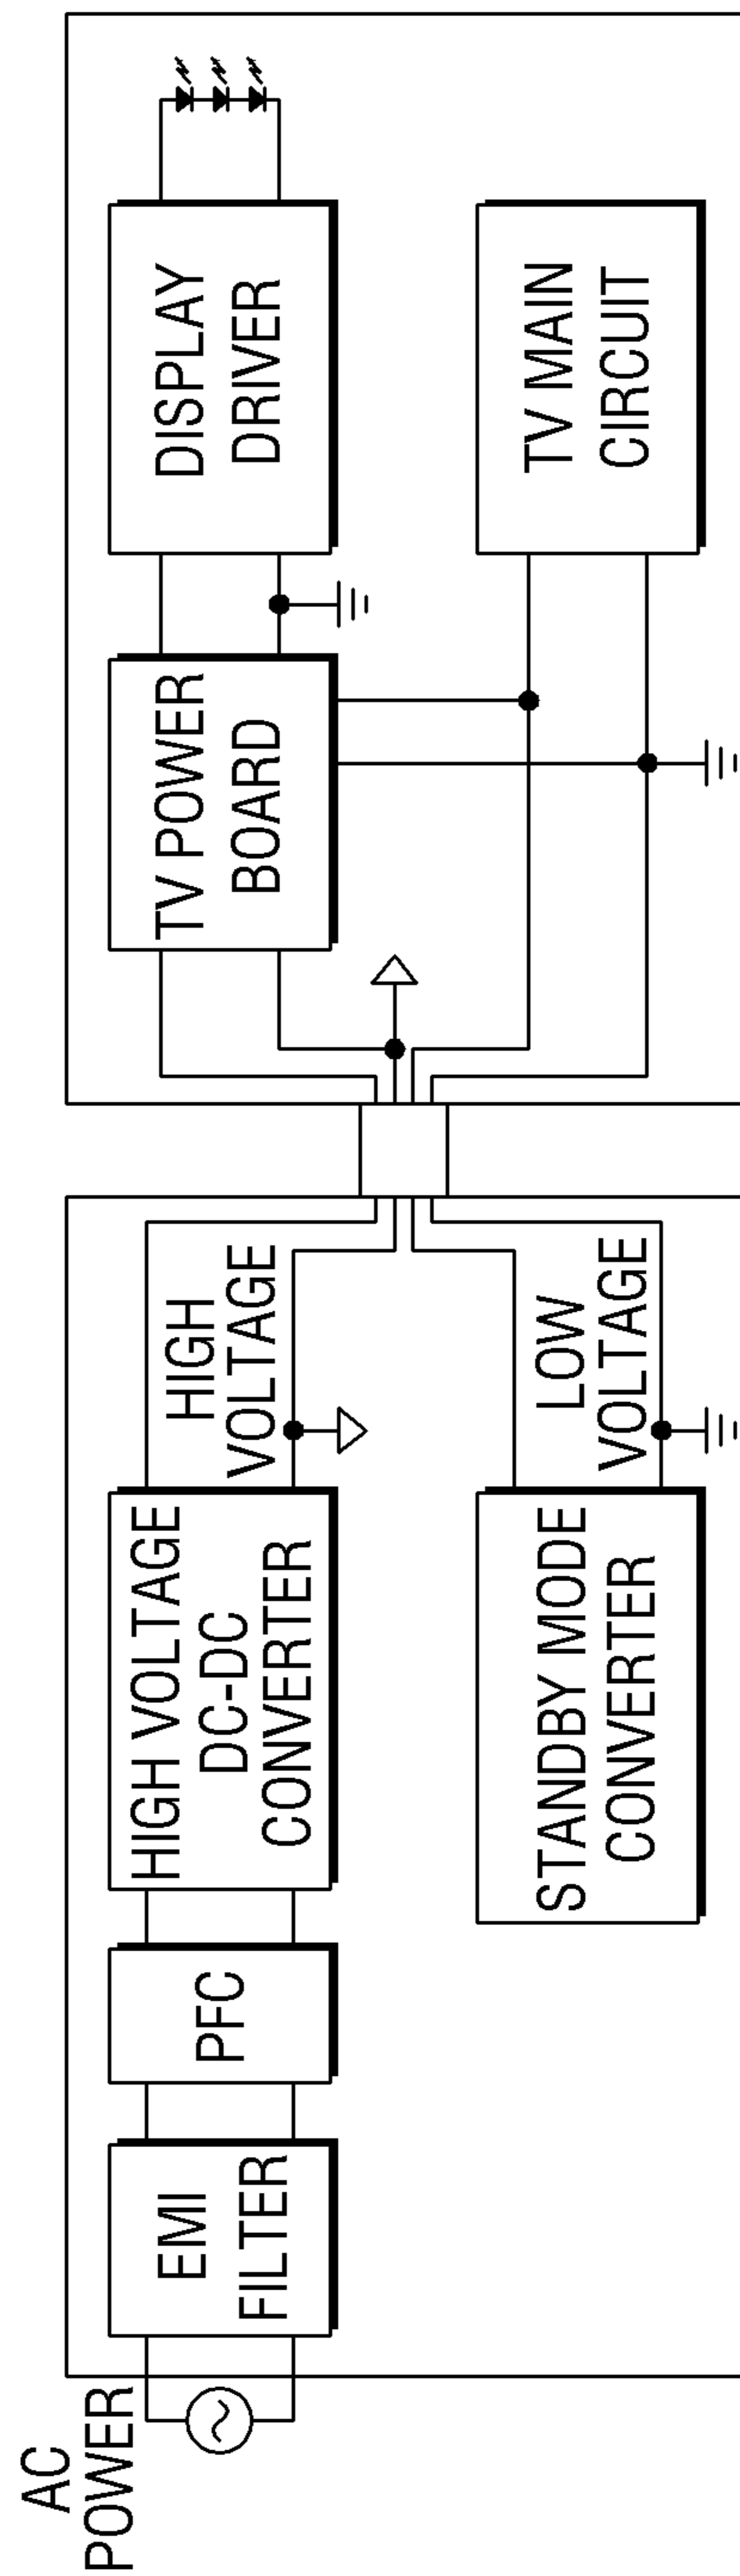 AC
POWER
EMI
FILTER
PFC
HIGH VOLTAGE
DC-DC
CONVERTER
HIGH
VOLTAGE
STANDBY MODE
CONVERTER
LOW
VOLTAGE
TV POWER
BOARD
DISPLAY
DRIVER
TV MAIN
CIRCUIT